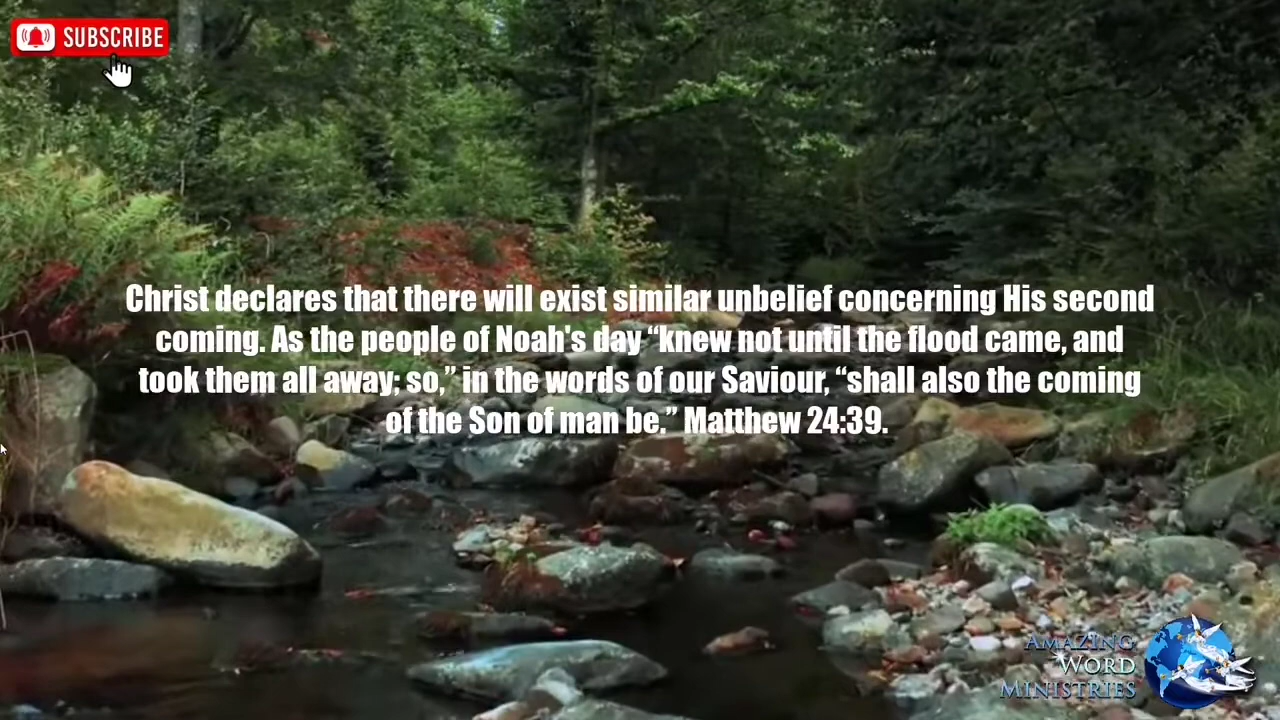 SUBSCRIBE
Christ declares that there will exist similar unbelief concerning His second
coming. As the people of Noah's day “knew not until the flood came, and
took them all away; so,” in the words of our Saviour, “shall also the coming
of the Son of man be.” Matthew 24:39.
AMAZING
WORD
MINISTRIES